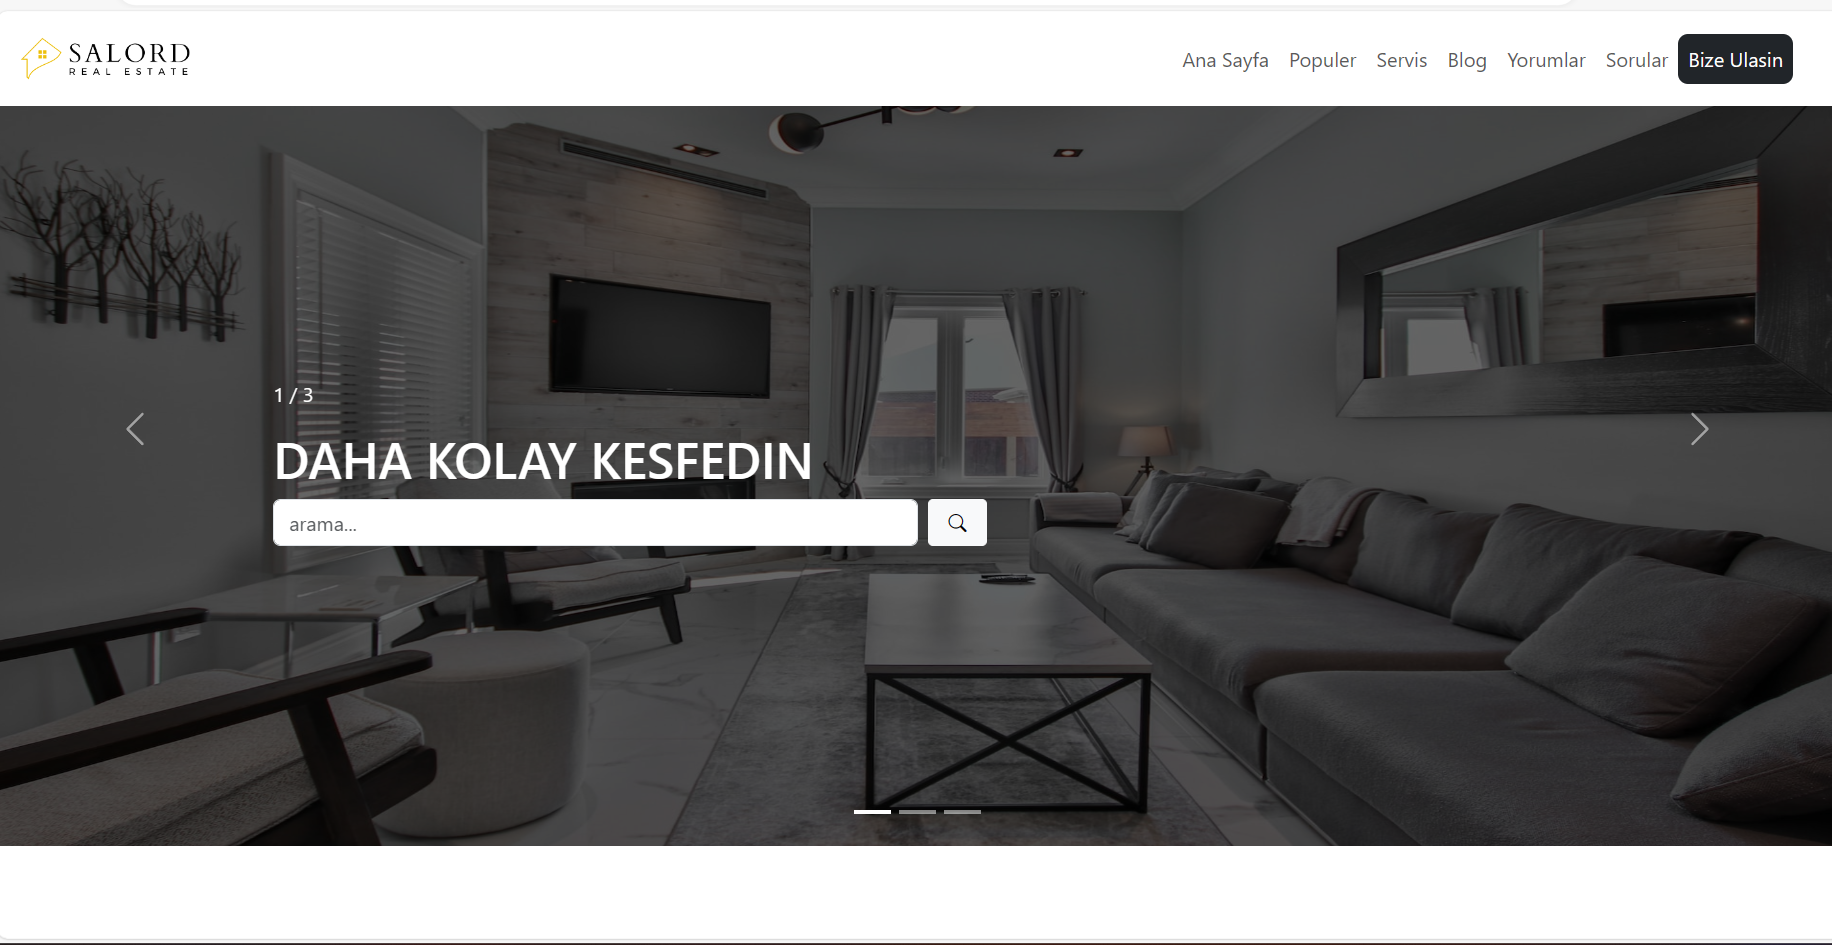 SALORD
REAL ESTATE
Ana Sayfa Populer Servis Blog Yorumlar Sorular Bize Ulasin
1 / 3
DAHA KOLAY KESFEDIN
arama...